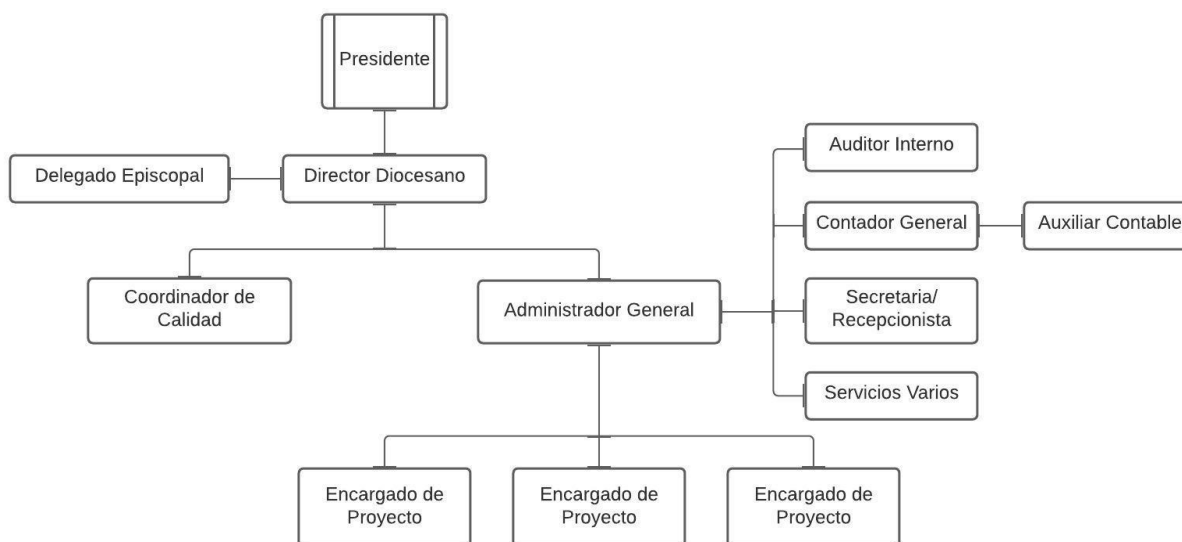 Presidente
Delegado Episcopal
Director Diocesano
Auditor Interno
Contador General
Auxiliar Contable
Coordinador de
Calidad
Administrador General
Secretaria/
Recepcionista
Servicios Varios
Encargado de
Proyecto
Encargado de
Proyecto
Encargado de
Proyecto